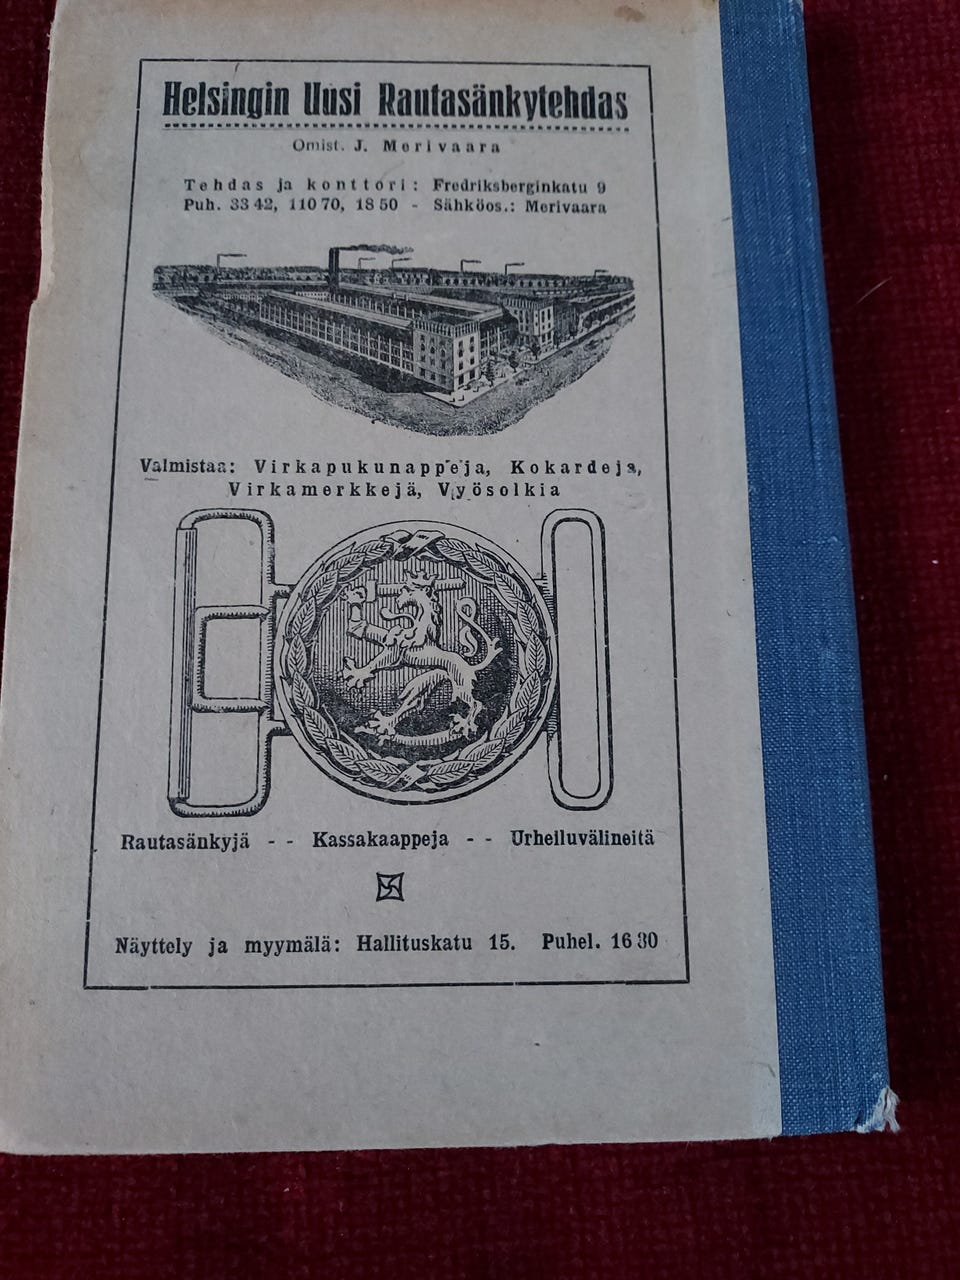 Helsingin Uusi Rautasänkytehdas
Omist. J. Merivaara
Tehdas ja konttori: Fredriksberginkatu 9
Puh. 33 42, 110 70, 18 50 - Sähköos.: Merivaara
Valmistaa: Virkapukunappeja, Kokardeja,
Virkamerkkejä, Vyösolkia
Rautasänkyjä - - Kassakaappeja - - Urheiluvälineitä
Näyttely ja myymälä: Hallituskatu 15. Puhel. 16 30